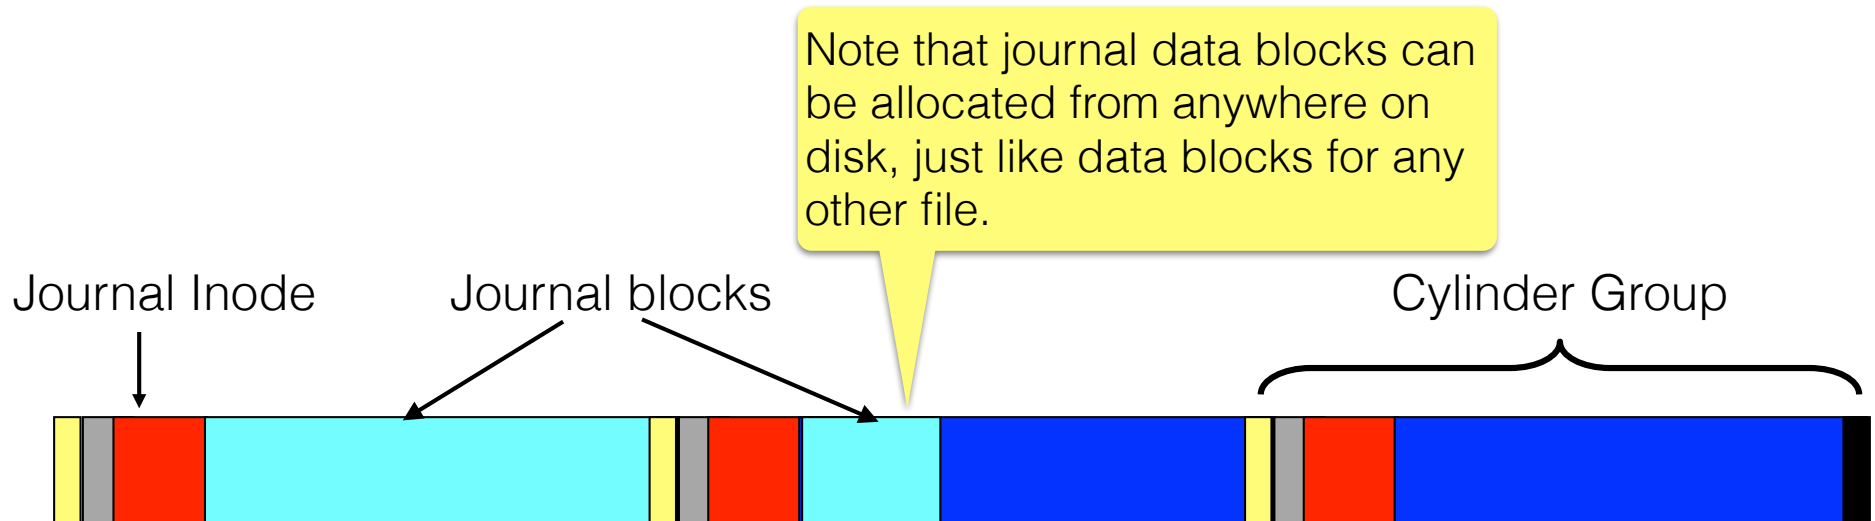 Note that journal data blocks can
be allocated from anywhere on
disk, just like data blocks for any
other file.
Journal Inode
Journal blocks
Cylinder Group